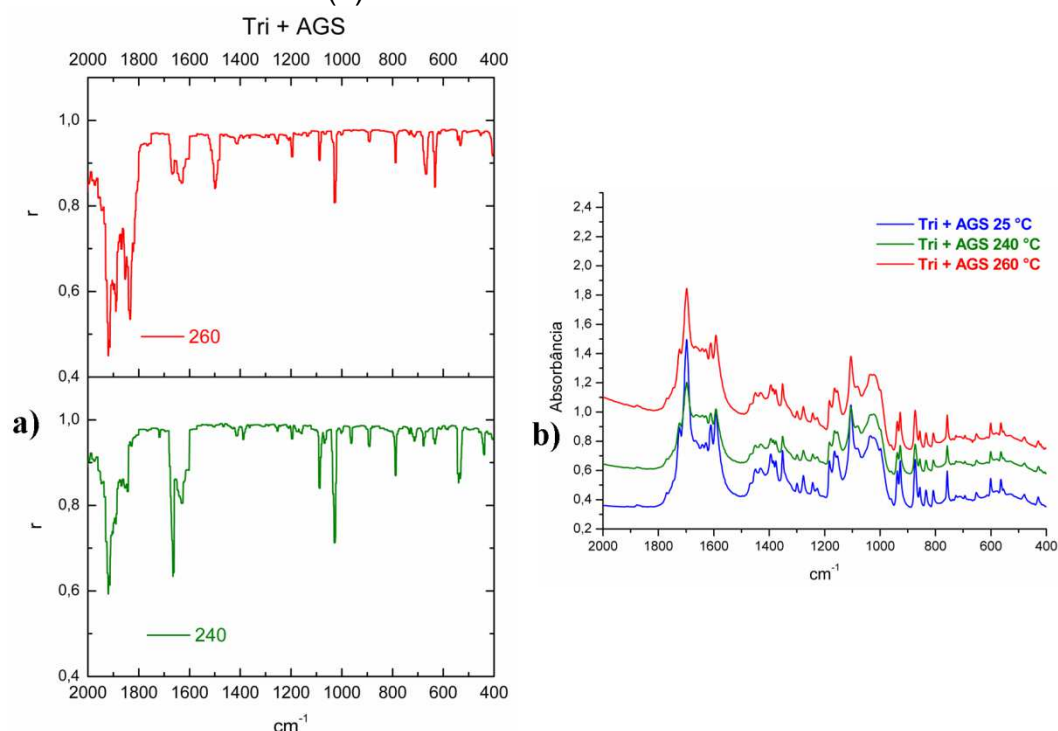 Tri + AGS
2000 1800 1600 1400 1200 1000 800 600 400
1,0
0,8
r
0,6
260
0,4
a)
1,0
0,8
r
0,6
240
0,4
2000 1800 1600 1400 1200 1000 800 600 400
cm-1
2,4
2,2
2,0
1,8
1,6
1,4
1,2
1,0
0,8
0,6
0,4
0,2
Absorbància
Tri + AGS 25 °C
Tri + AGS 240 °C
Tri + AGS 260 °C
b)
2000 1800 1600 1400 1200 1000 800 600 400
cm-1